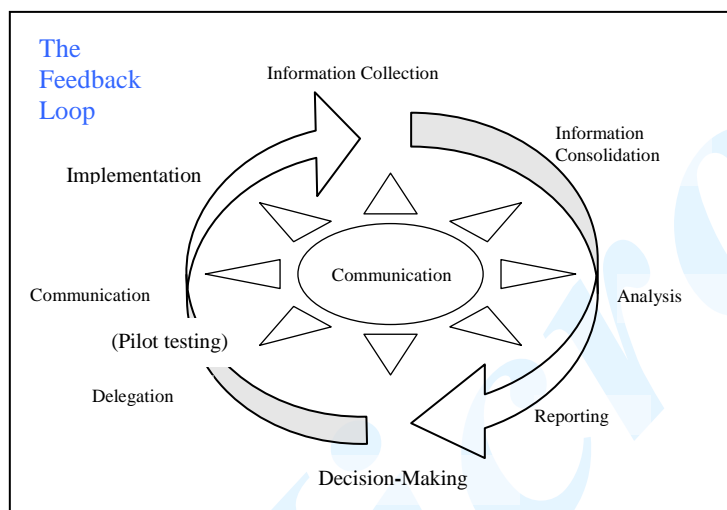 The
Feedback
Loop
Information Collection
Information
Consolidation
Implementation
Communication
Communication
Analysis
(Pilot testing)
Delegation
Reporting
Decision-Making